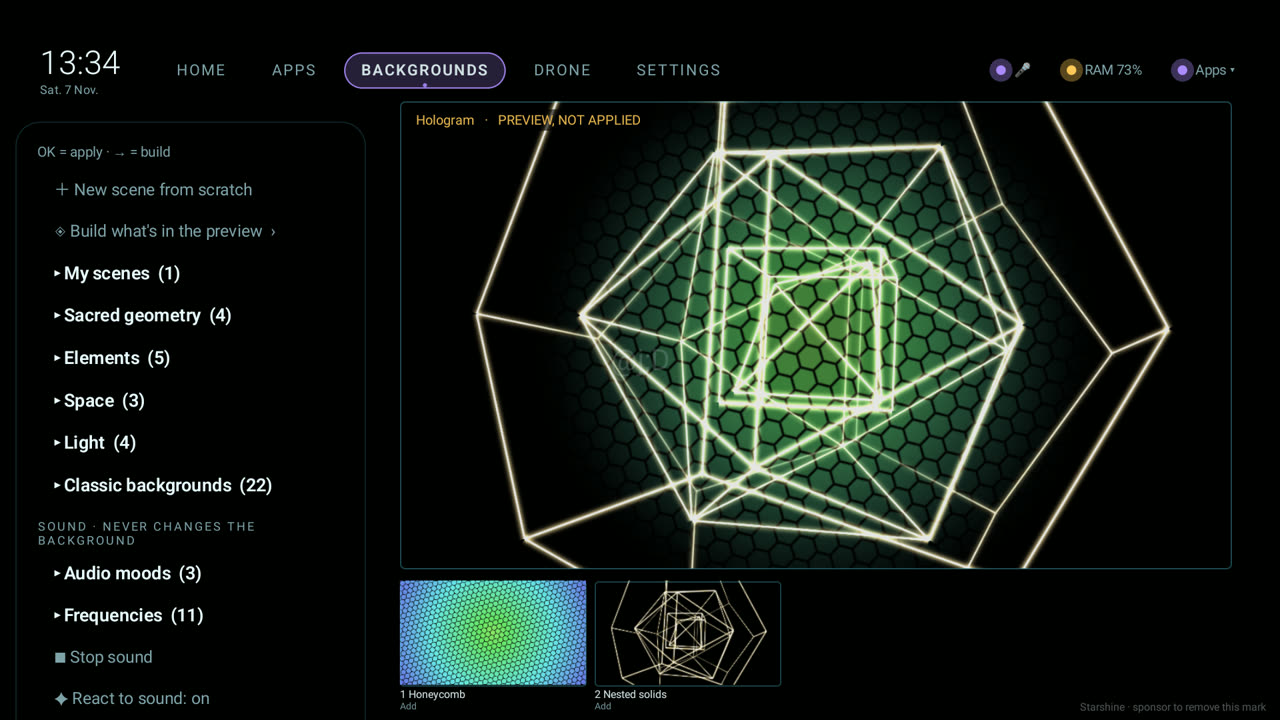 13:34
Sat. 7 Nov.
HOME
APPS
BACKGROUNDS
DRONE
SETTINGS
RAM 73%
Apps ▾
OK = apply · → = build
+ New scene from scratch
◈ Build what's in the preview ›
▸ My scenes (1)
▸ Sacred geometry (4)
▸ Elements (5)
▸ Space (3)
▸ Light (4)
▸ Classic backgrounds (22)
SOUND · NEVER CHANGES THE
BACKGROUND
▸ Audio moods (3)
▸ Frequencies (11)
■ Stop sound
✦ React to sound: on
Hologram · PREVIEW, NOT APPLIED
1 Honeycomb
Add
2 Nested solids
Add
Starshine · sponsor to remove this mark